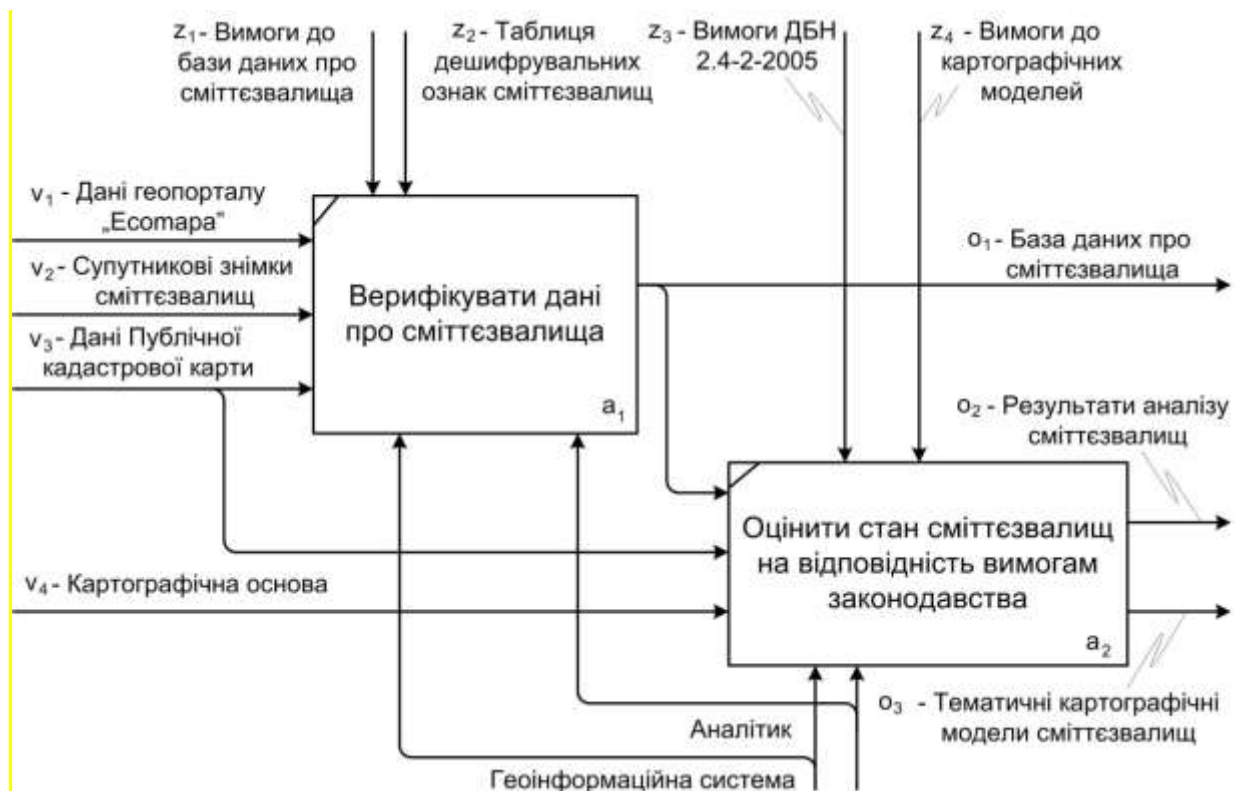 z1- Вимоги до
бази даних про
сміттєзвалища
z2- Таблиця
дешифрувальних
ознак сміттєзвалищ
z3- Вимоги ДБН
2.4-2-2005
z4- Вимоги до
картографічних
моделей
v1 - Дані геопорталу
„Ecomapa”
v2- Супутникові знімки
сміттєзвалищ
v3- Дані Публічної
кадастрової карти
Верифікувати дані
про сміттєзвалища
a1
o1- База даних про
сміттєзвалища
o2 - Результати аналізу
сміттєзвалищ
v4- Картографічна основа
Оцінити стан сміттєзвалищ
на відповідність вимогам
законодавства
a2
o3 - Тематичні картографічні
моделі сміттєзвалищ
Аналітик
Геоінформаційна система